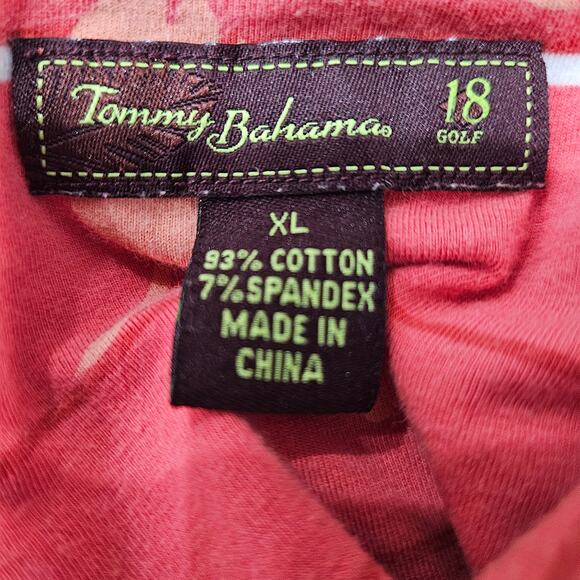 Tommy Bahama® 18
GOLF
XL
93% COTTON
7% SPANDEX
MADE IN
CHINA